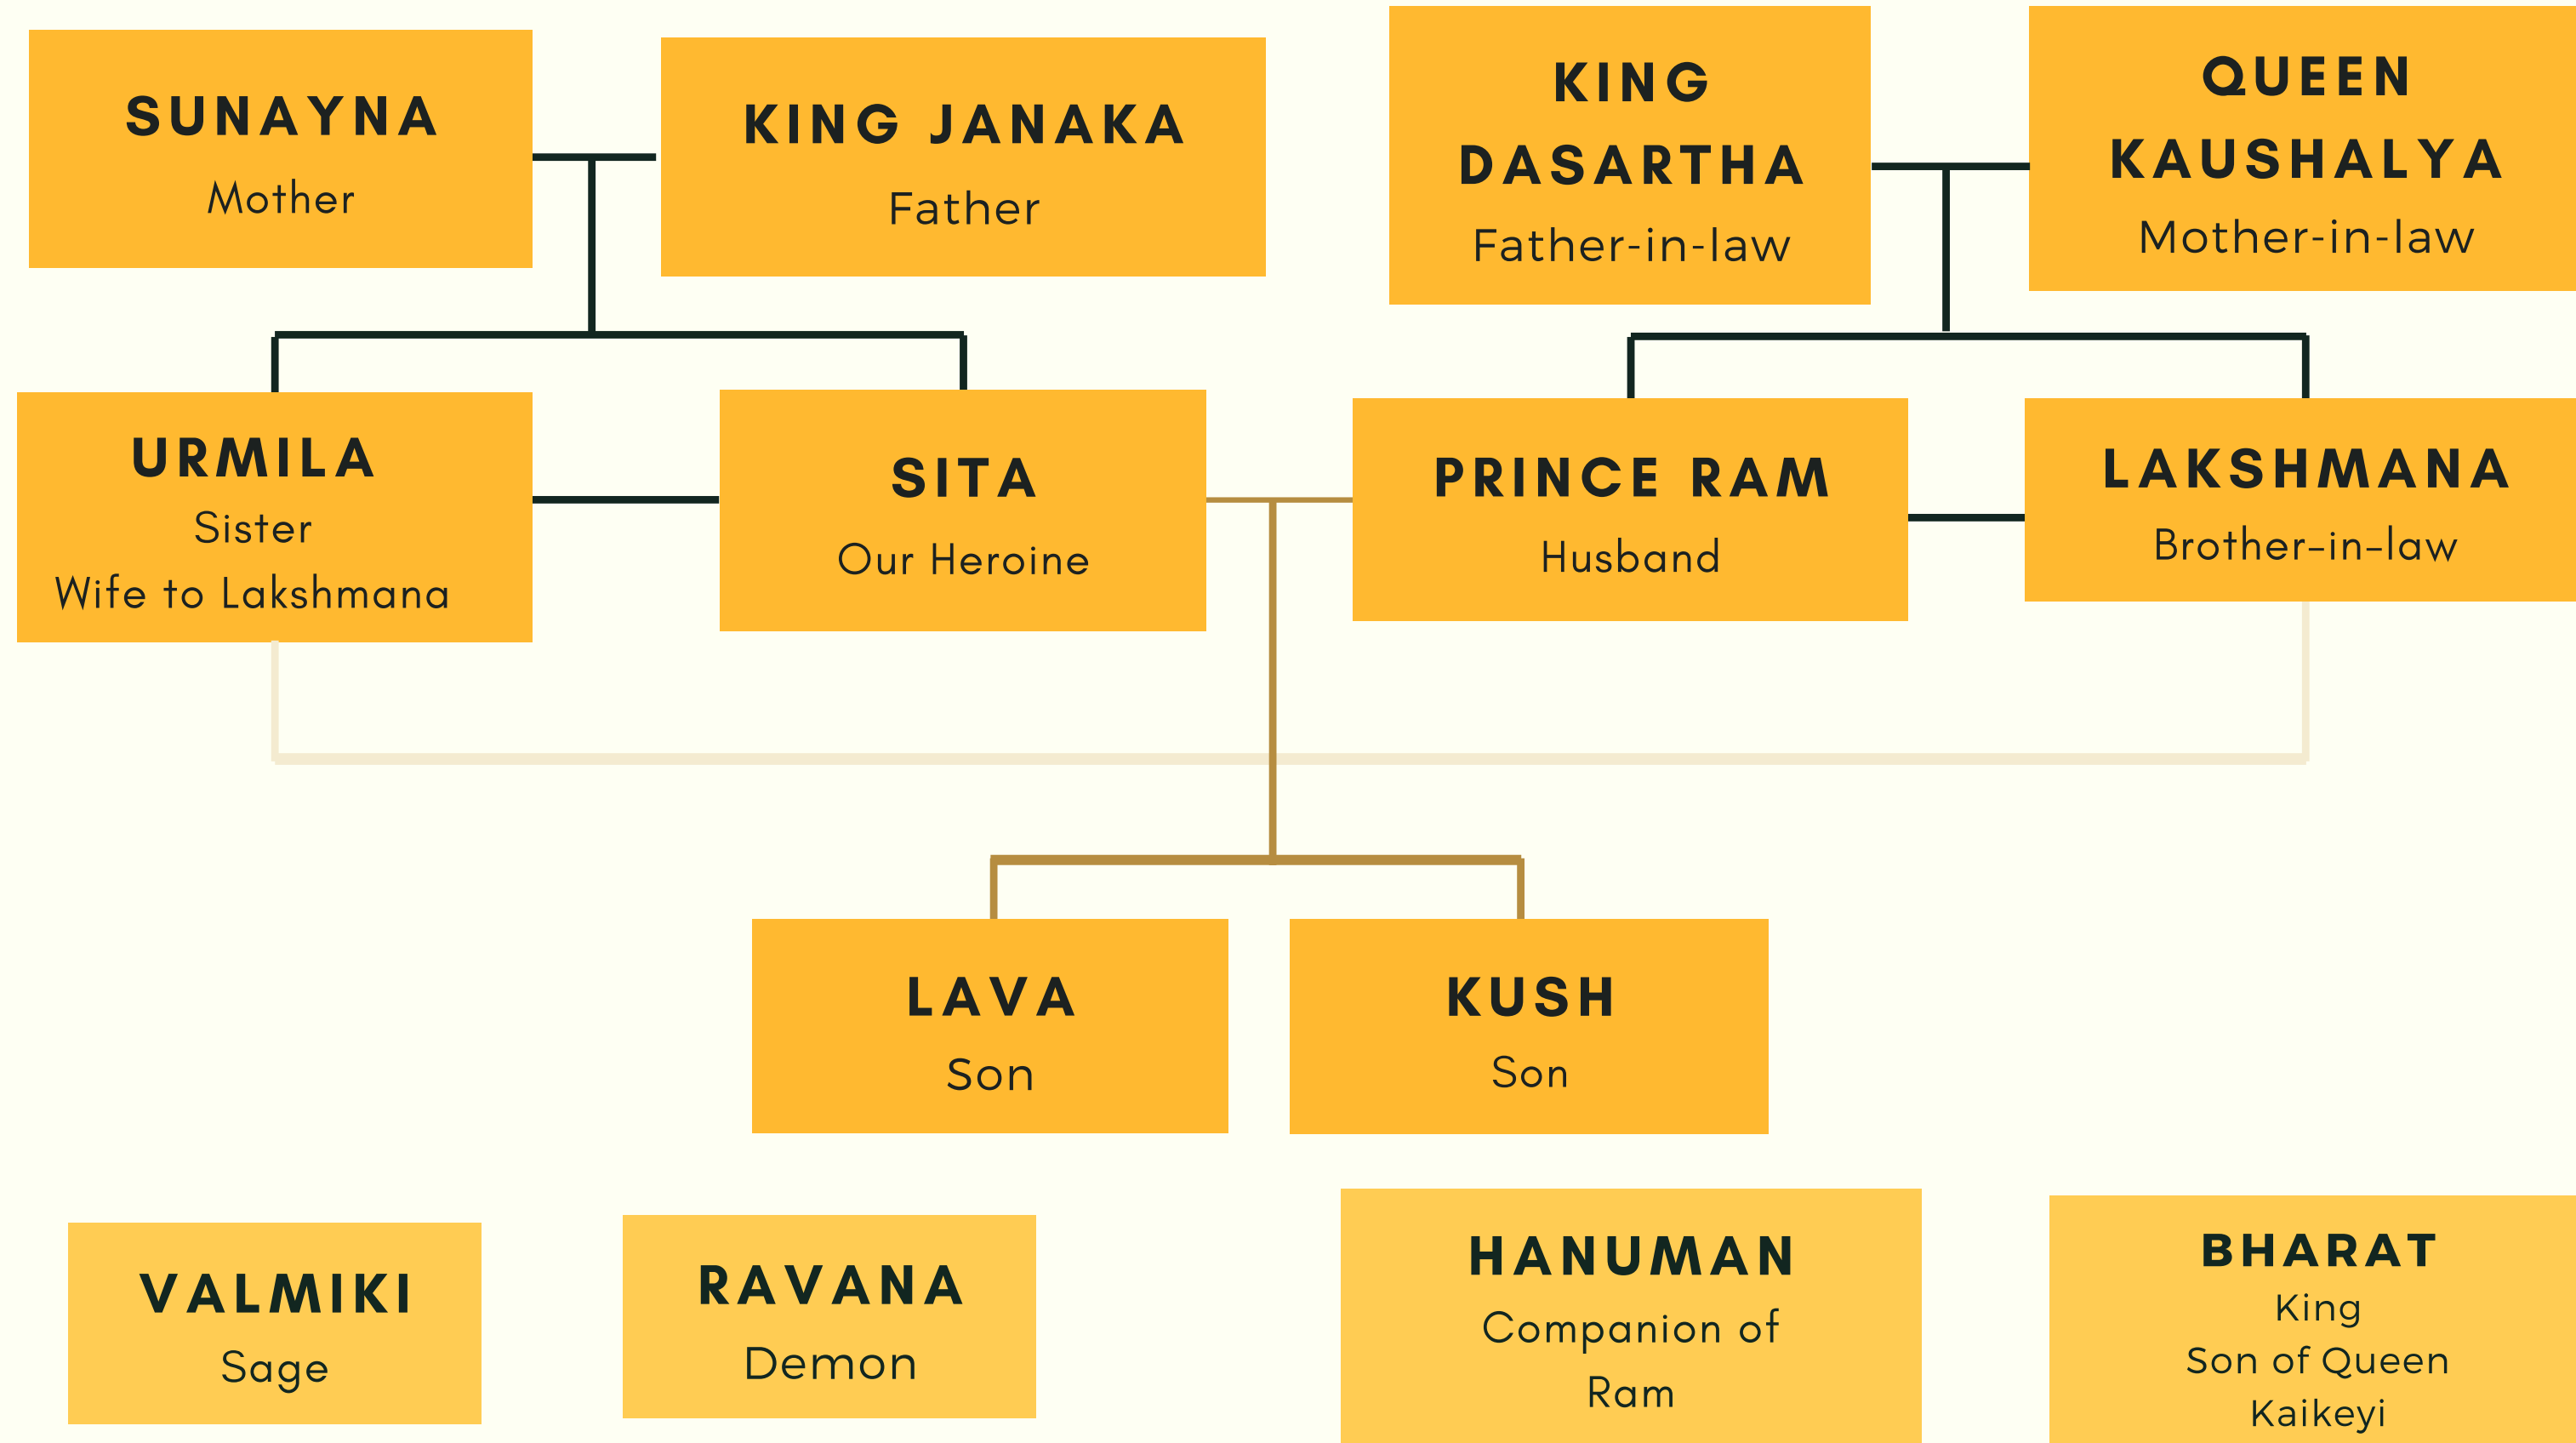 SUNAYNA
Mother
KING JANAKA
Father
KING
DASARTHA
Father-in-law
QUEEN
KAUSHALYA
Mother-in-law
URMILA
Sister
Wife to Lakshmana
SITA
Our Heroine
PRINCE RAM
Husband
LAKSHMANA
Brother-in-law
LAVA
Son
KUSH
Son
VALMIKI
Sage
RAVANA
Demon
HANUMAN
Companion of
Ram
BHARAT
King
Son of Queen
Kaikeyi